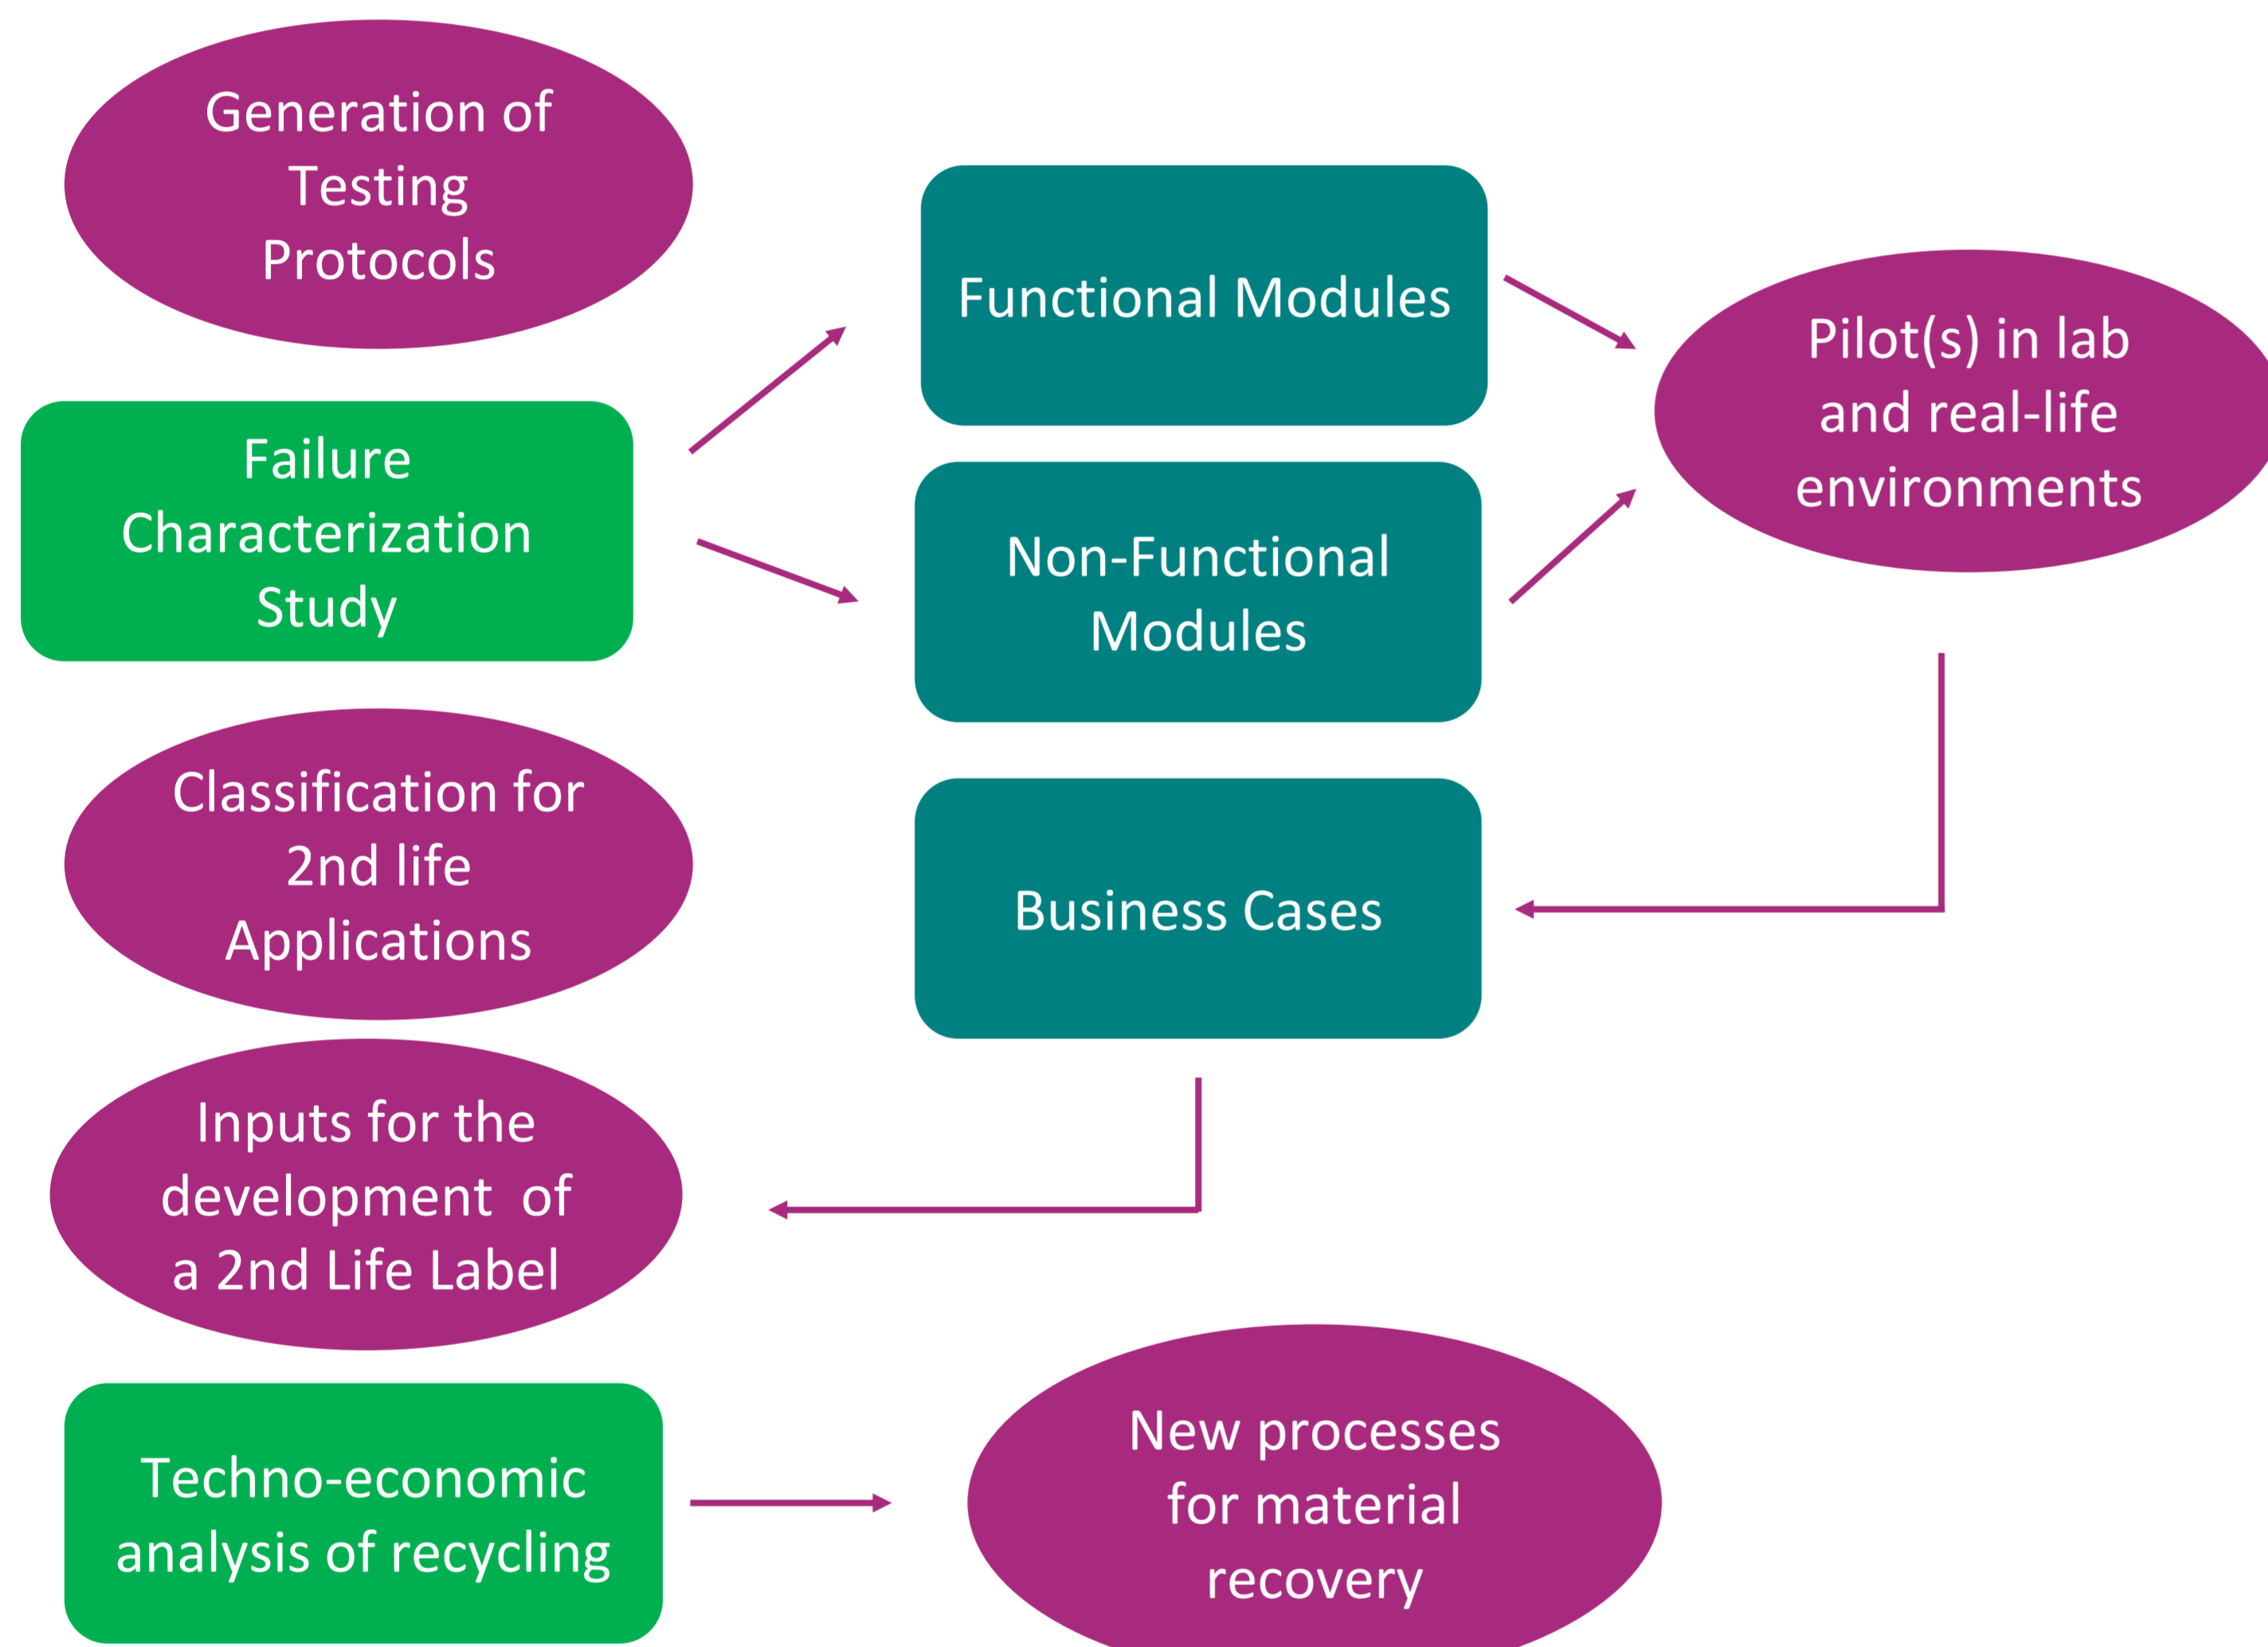 Generation of
Testing
Protocols
Failure
Characterization
Study
Functional Modules
Non-Functional
Modules
Pilot(s) in lab
and real-life
environments
Classification for
2nd life
Applications
Business Cases
Inputs for the
development of
a 2nd Life Label
Techno-economic
analysis of recycling
New processes
for material
recovery